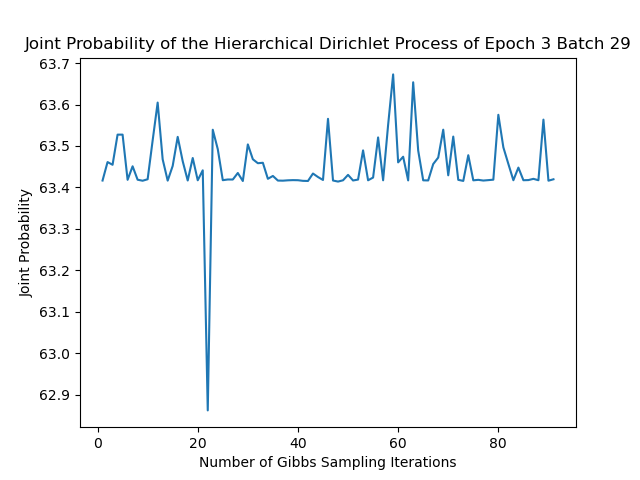 Joint Probability of the Hierarchical Dirichlet Process of Epoch 3 Batch 29
63.7
63.6
63.5
63.4
63.3
63.2
63.1
63.0
62.9
Joint Probability
0 20 40 60 80
Number of Gibbs Sampling Iterations